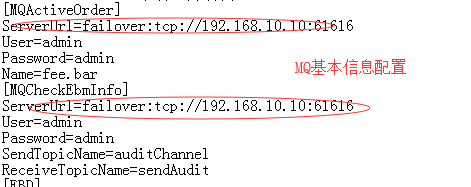 [MQActiveOrder]
ServerUrl=failover:tcp://192.168.10.10:61616
User=admin
Password=admin
Name=fee.bar
MQ基本信息配置
[MQCheckEbmInfo]
ServerUrl=failover:tcp://192.168.10.10:61616
User=admin
Password=admin
SendTopicName=auditChannel
ReceiveTopicName=sendAudit